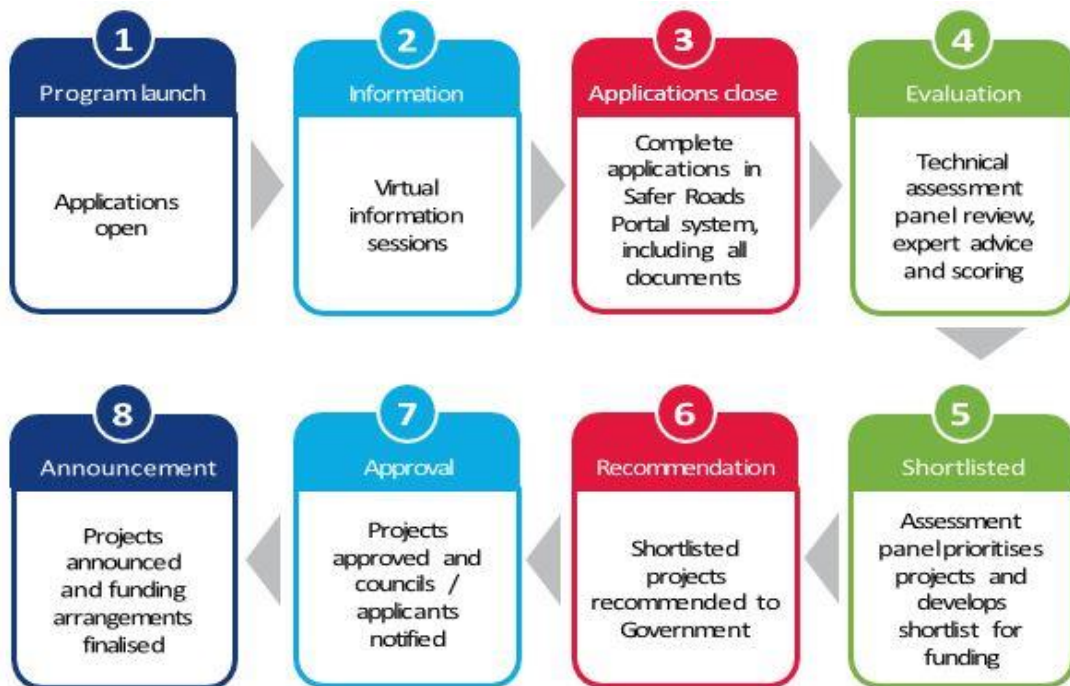 1
Program launch
Applications
open
2
Information
Virtual
information
sessions
3
Applications close
Complete
applications in
Safer Roads
Portal system,
including all
documents
4
Evaluation
Technical
assessment
panel review,
expert advice
and scoring
5
Shortlisted
Assessment
panel prioritises
projects and
develops
shortlist for
funding
6
Recommendation
Shortlisted
projects
recommended to
Government
7
Approval
Projects
approved and
councils /
applicants
notified
8
Announcement
Projects
announced
and funding
arrangements
finalised